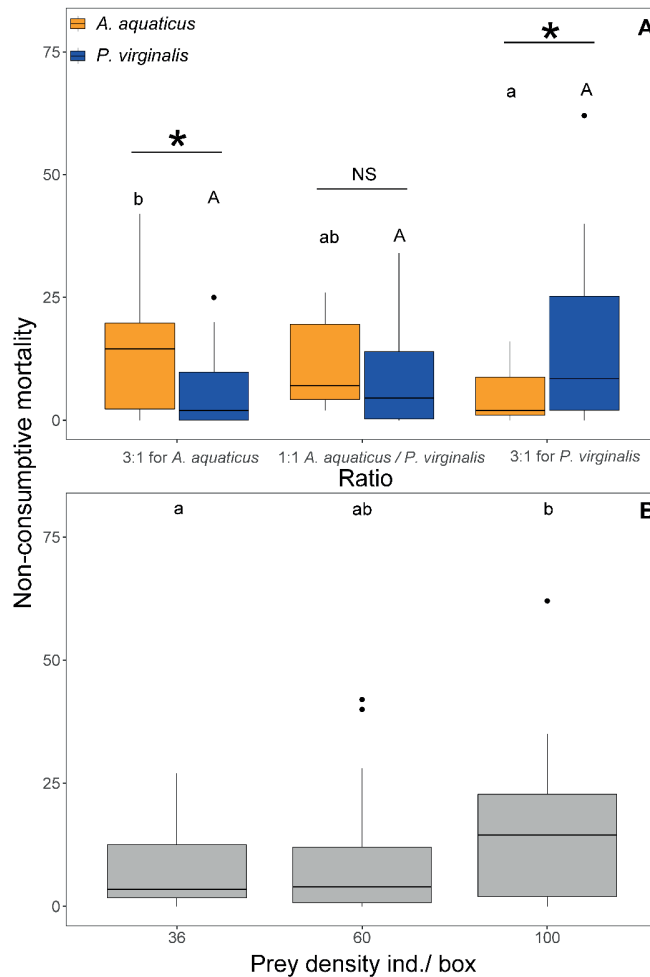 A. aquaticus
P. virginalis
A
75
50
25
0
*
b
A
NS
ab
A
*
a
A
3:1 for A. aquaticus
1:1 A. aquaticus / P. virginalis
3:1 for P. virginalis
Ratio
Non-consumptive mortality
B
a
ab
b
75
50
25
0
36
60
100
Prey density ind./ box